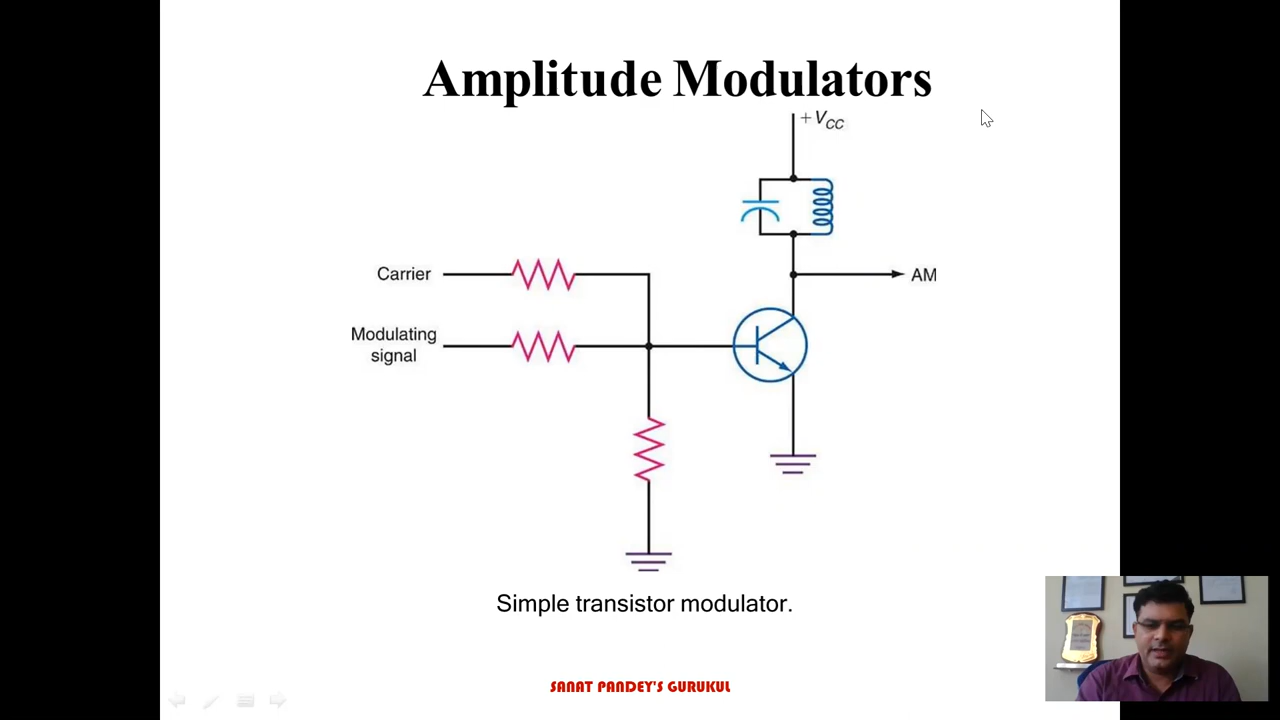 Amplitude Modulators
+VCC
Carrier
AM
Modulating
signal
Simple transistor modulator.
SANAT PANDEY'S GURUKUL